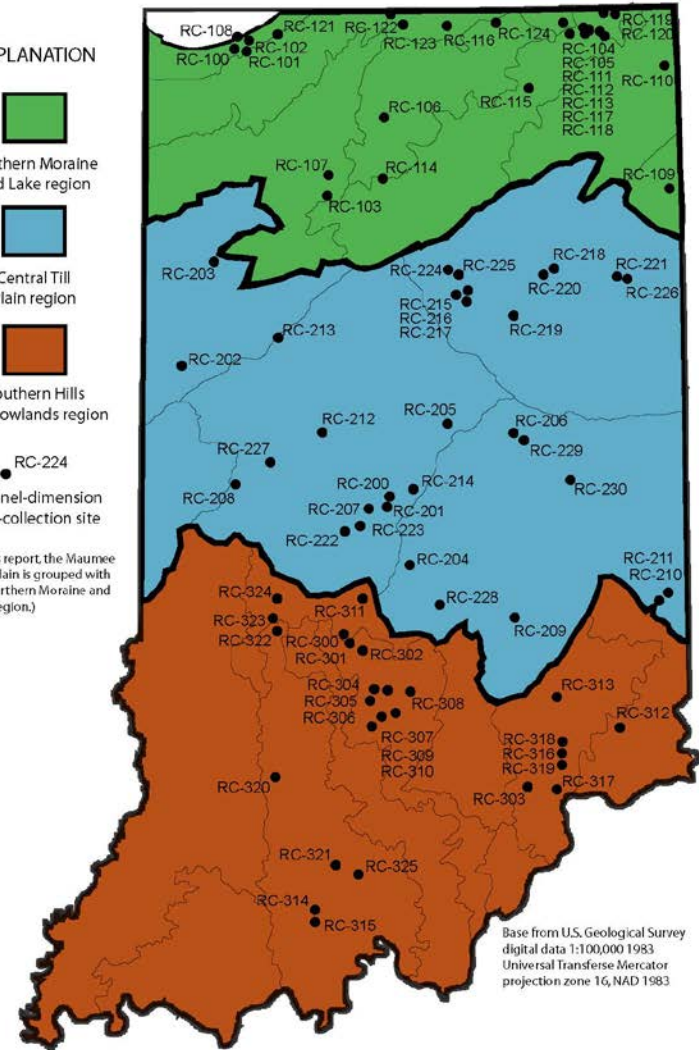 PLANATION
thern Moraine
d Lake region
Central Till
lain region
outhern Hills
owlands region
RC-224
nel-dimension
-collection site
s report, the Maumee
lain is grouped with
rthern Moraine and
egion.)
RC-108
RC-100
RC-121
RC-102
RC-101
RC-122
RC-123
RC-116
RC-124
RC-119
RC-120
RC-104
RC-105
RC-111
RC-112
RC-113
RC-117
RC-118
RC-110
RC-115
RC-106
RC-107
RC-114
RC-103
RC-109
RC-203
RC-224
RC-225
RC-218
RC-220
RC-221
RC-226
RC-215
RC-216
RC-217
RC-219
RC-213
RC-202
RC-212
RC-205
RC-206
RC-229
RC-227
RC-208
RC-200
RC-214
RC-207
RC-201
RC-230
RC-222
RC-223
RC-204
RC-211
RC-210
RC-228
RC-209
RC-324
RC-311
RC-323
RC-322
RC-300
RC-301
RC-302
RC-304
RC-305
RC-306
RC-308
RC-307
RC-309
RC-310
RC-313
RC-312
RC-318
RC-316
RC-319
RC-303
RC-317
RC-320
RC-321
RC-325
RC-314
RC-315
Base from U.S. Geological Survey
digital data 1:100,000 1983
Universal Transferse Mercator
projection zone 16, NAD 1983